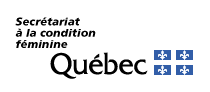 Secrétariat
à la condition
féminine
Québec